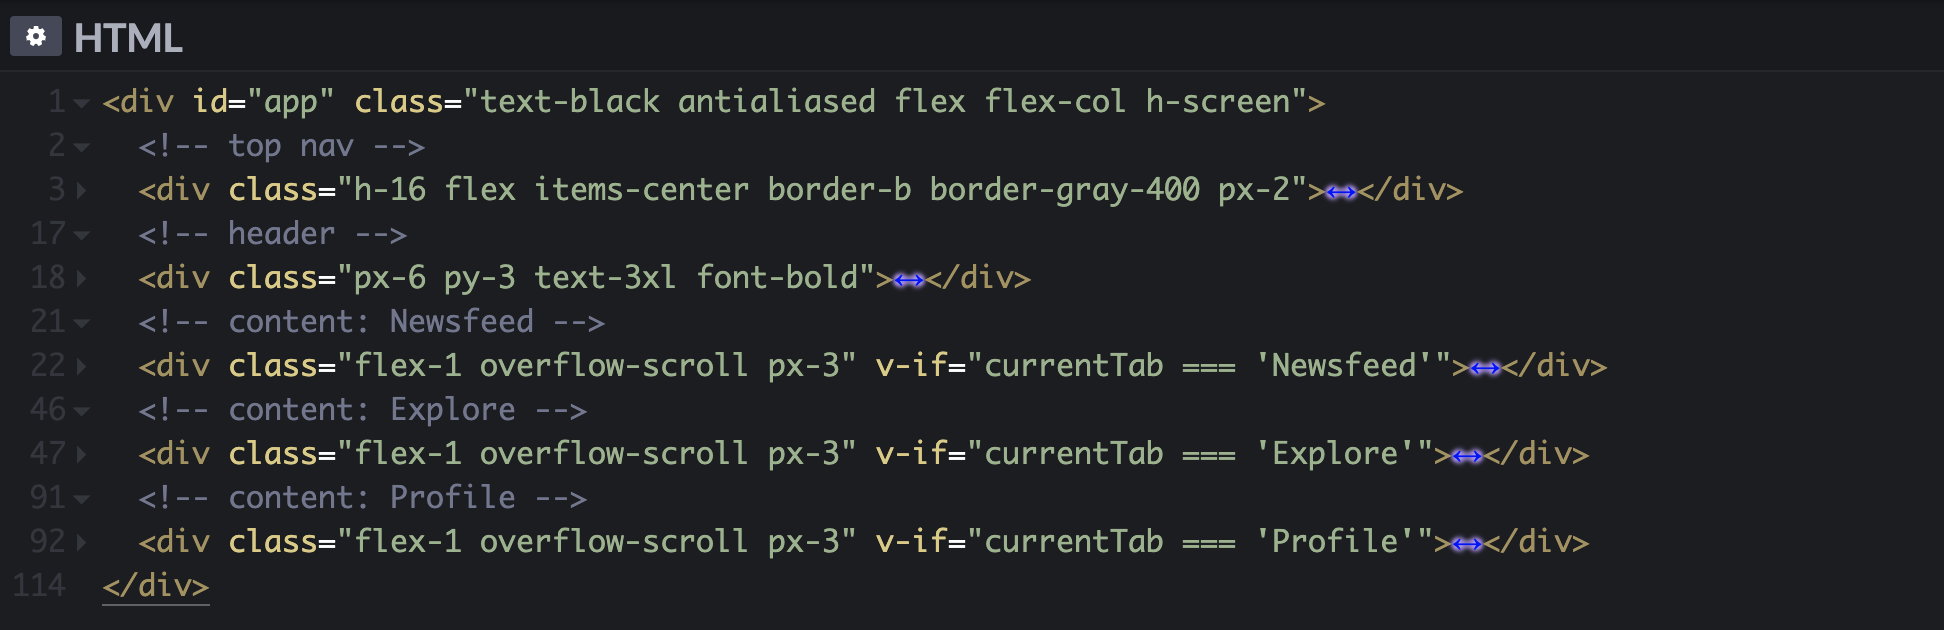 HTML
1 <div id="app" class="text-black antialiased flex flex-col h-screen">
2 <!-- top nav -->
3 <div class="h-16 flex items-center border-b border-gray-400 px-2">↔</div>
17 <!-- header -->
18 <div class="px-6 py-3 text-3xl font-bold">↔</div>
21 <!-- content: Newsfeed -->
22 <div class="flex-1 overflow-scroll px-3" v-if="currentTab === 'Newsfeed'">↔</div>
46 <!-- content: Explore -->
47 <div class="flex-1 overflow-scroll px-3" v-if="currentTab === 'Explore'">↔</div>
91 <!-- content: Profile -->
92 <div class="flex-1 overflow-scroll px-3" v-if="currentTab === 'Profile'">↔</div>
114 </div>